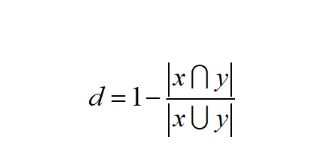 d = 1 − |x ⋂ y| / |x ⋃ y|